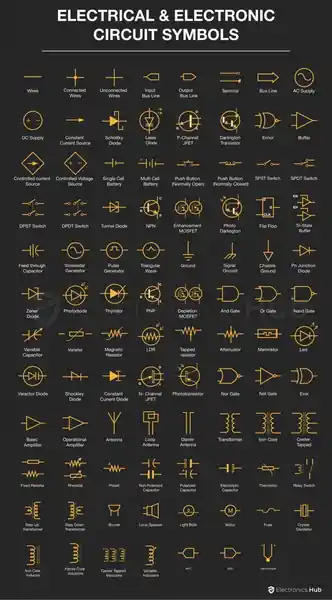 ELECTRICAL & ELECTRONIC
CIRCUIT SYMBOLS
Wires
Connected
Wires
Unconnected
Wires
Input
Bus Line
Output
Bus Line
Terminal
Bus Line
AC Supply
DC Supply
Constant
Current Source
Schottky
Diode
Laser
Diode
P-Channel
JFET
Darlington
Transistor
Exnor
Buffer
Controlled current
Source
Controlled Voltage
Source
Single Cell
Battery
Multi Cell
Battery
Push Button
(Normally Open)
Push Button
(Normally Closed)
SPST Switch
SPDT Switch
DPST Switch
DPDT Switch
Tunnel Diode
NPN
Enhancement
MOSFET
Photo
Darlington
Flip Flop
Tri-State
Buffer
Feed through
Capacitor
Sinewave
Generator
Pulse
Generator
Triangular
Wave
Ground
Signal
Ground
Chassis
Ground
Pn Junction
Diode
Zener
Diode
Photodiode
Thyristor
PNP
Depletion
MOSFET
And Gate
Or Gate
Nand Gate
Variable
Capacitor
Varistor
Magnetic
Resistor
LDR
Tapped
resistor
Attenuator
Memristor
Led
Varactor Diode
Shockley
Diode
Constant
Current Diode
N- Channel
JFET
Phototransistor
Nor Gate
Not Gate
Exor
Basic
Amplifier
Operational
Amplifier
Antenna
Loop
Antenna
Dipole
Antenna
Transformer
Iron Core
Center
Tapped
Fixed Resistor
Rheostat
Preset
Non Polarized
Capacitor
Polarized
Capacitor
Electrolytic
Capacitor
Thermistor
Relay Switch
Step Up
Transformer
Step Down
Transformer
Buzzer
Loud Speaker
Light Bulb
Motor
Fuse
Crystal
Oscillator
Iron Core
Inductor
Ferrite Core
Inductors
Center Tapped
Inductors
Variable
Inductors
Electronics Hub